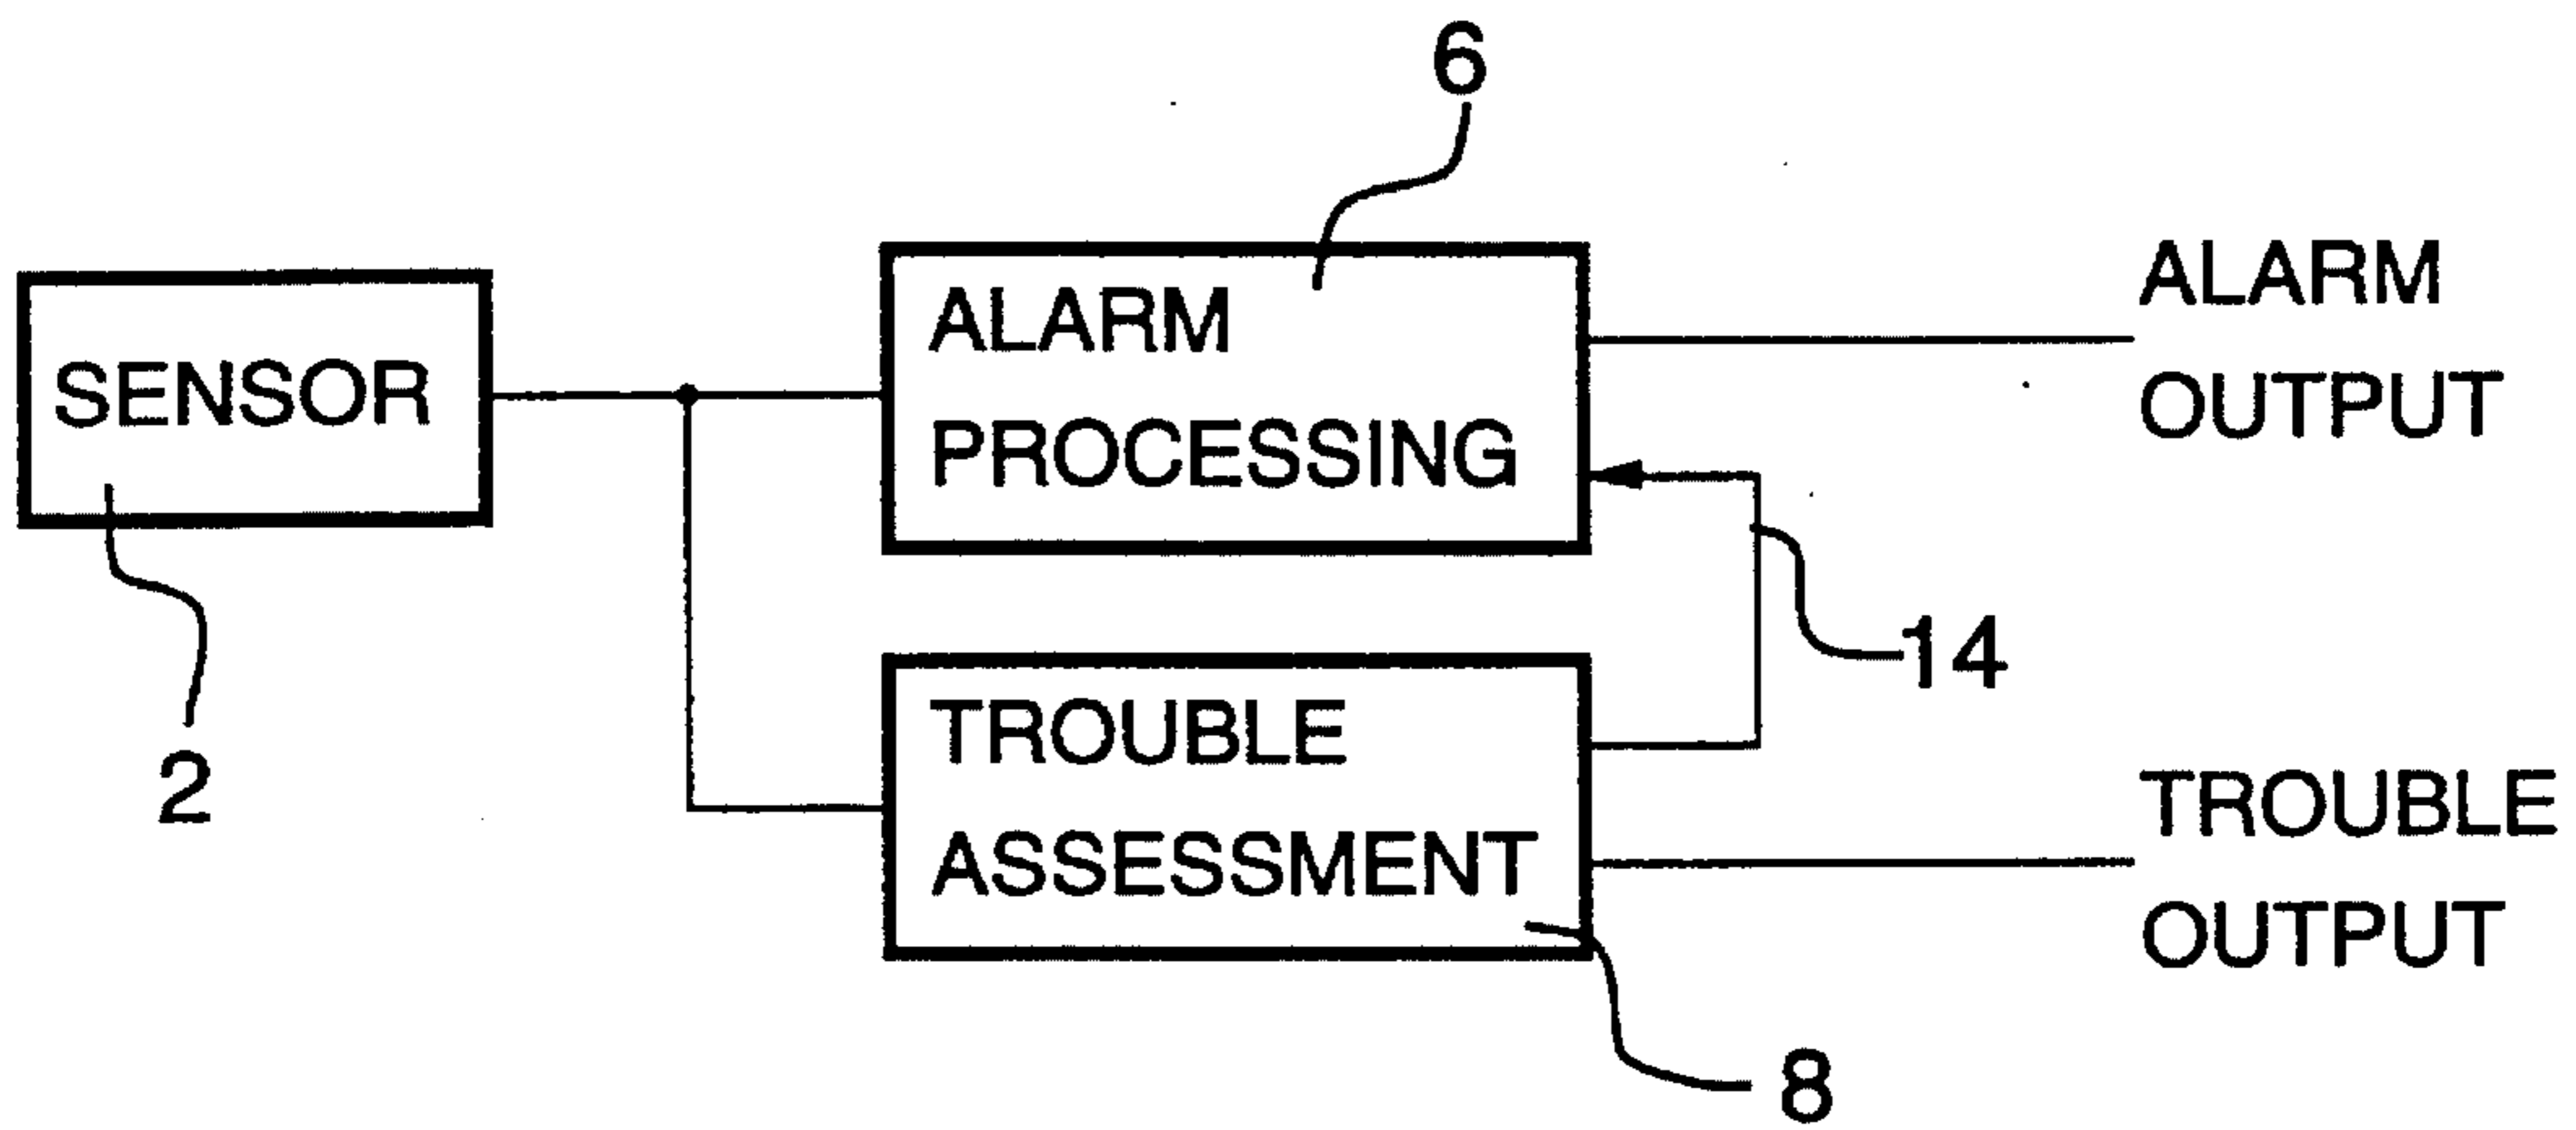 6
SENSOR
2
ALARM
PROCESSING
ALARM
OUTPUT
14
TROUBLE
ASSESSMENT
TROUBLE
OUTPUT
8